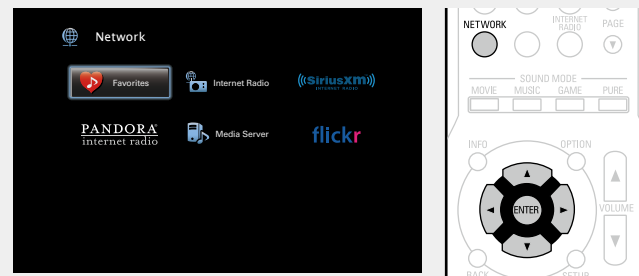 Network
Favorites
Internet Radio
((SiriusXM))
INTERNET RADIO
PANDORA®
internet radio
Media Server
flickr
NETWORK
INTERNET
RADIO
PAGE
SOUND MODE
MOVIE MUSIC GAME PURE
INFO OPTION
ENTER
VOLUME
BACK SETUP